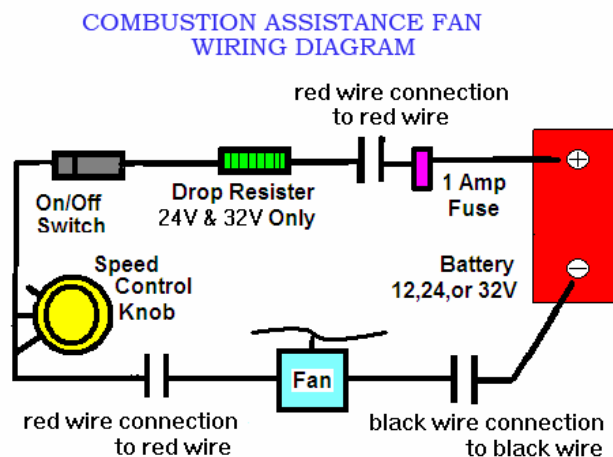 COMBUSTION ASSISTANCE FAN
WIRING DIAGRAM
red wire connection
to red wire
On/Off
Switch
Drop Resister
24V & 32V Only
1 Amp
Fuse
+
Speed
Control
Knob
Battery
12,24,or 32V
−
Fan
red wire connection
to red wire
black wire connection
to black wire